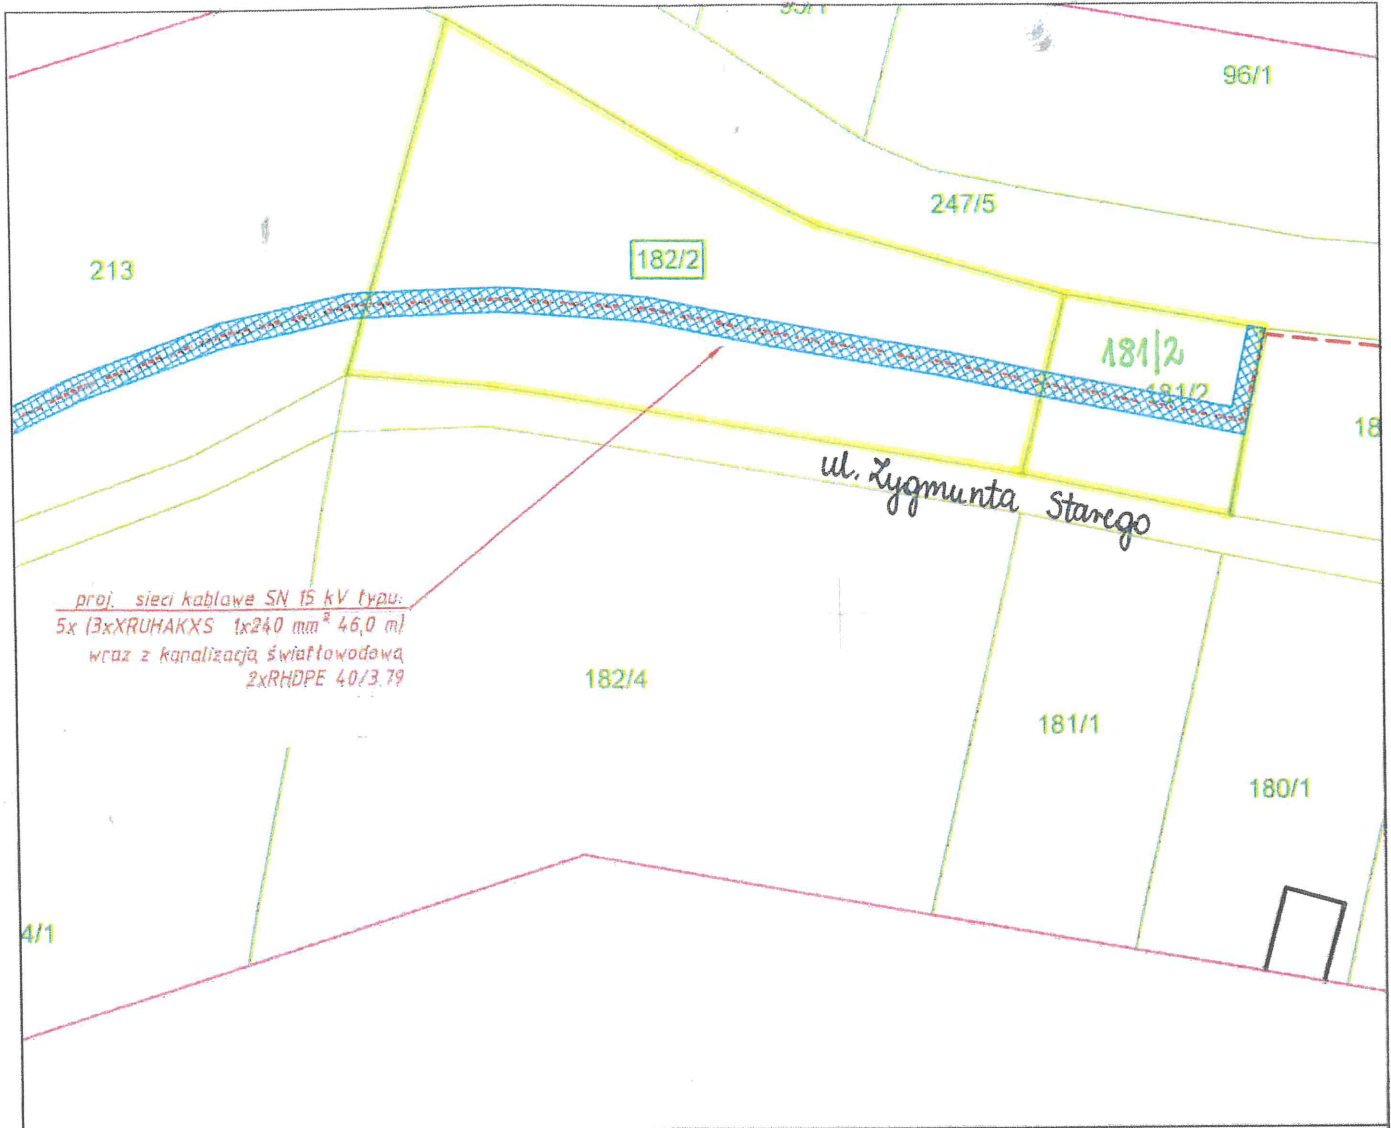 96/1
247/5
213
182/2
181/2
181/2
18
ul. Zygmunta Starego
proj. sieci kablowe SN 15 kV typu:
5x (3xXRUHAKXS 1x240 mm² 46,0 m)
wraz z kanalizacją światłowodową
2xRHDPE 40/3.79
182/4
181/1
180/1
4/1